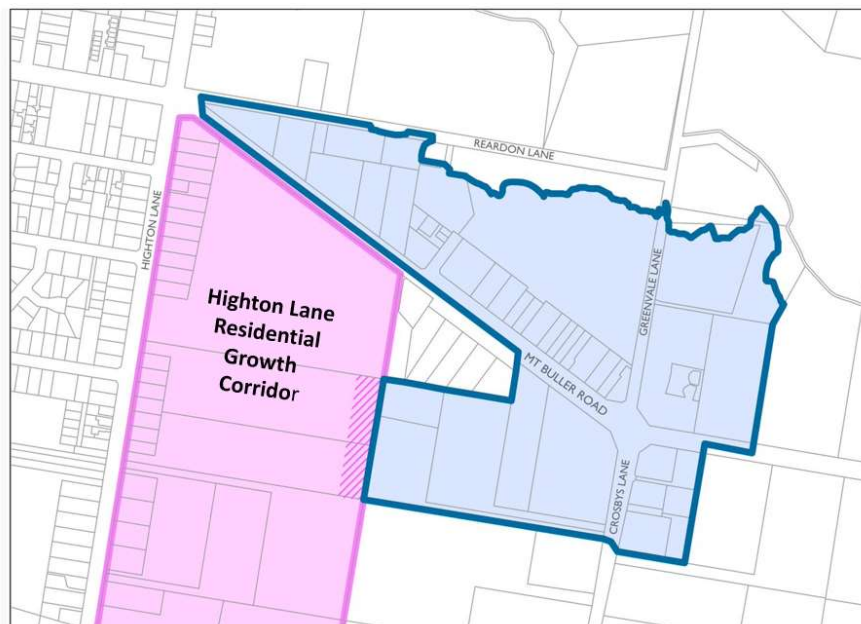 REARDON LANE
HIGHTON LANE
GREENVALE LANE
Highton Lane
Residential
Growth
Corridor
MT BULLER ROAD
CROSBYS LANE